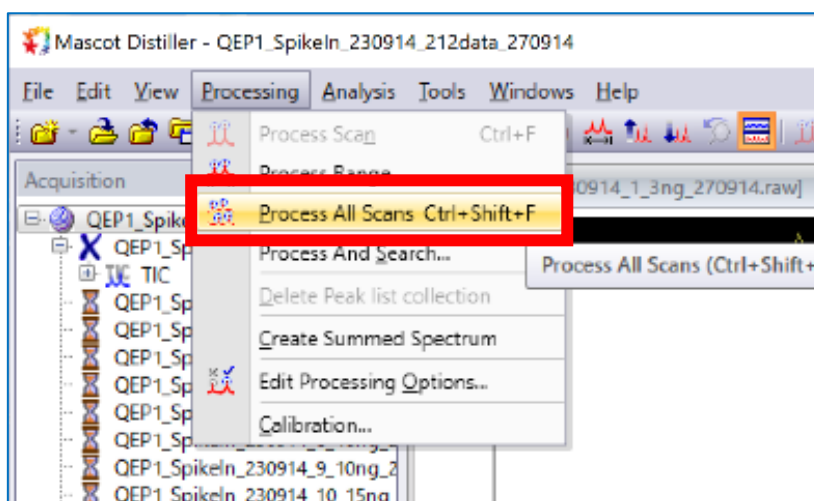 Mascot Distiller - QEP1_SpikeIn_230914_212data_270914
File Edit View Processing Analysis Tools Windows Help
Process Scan Ctrl+F
Acquisition
Process Range
30914_1_3ng_270914.raw]
Process All Scans Ctrl+Shift+F
QEP1_Spike
Process And Search...
QEP1_Sp
Process All Scans (Ctrl+Shift+
TIC
Delete Peak list collection
QEP1_Sp
QEP1_Spi
Create Summed Spectrum
QEP1_Sp
Edit Processing Options...
QEP1_Sp
QEP1_Sp
Calibration...
QEP1_SpikeIn_230914_9_10ng_2
QEP1_SpikeIn_230914_10_15ng